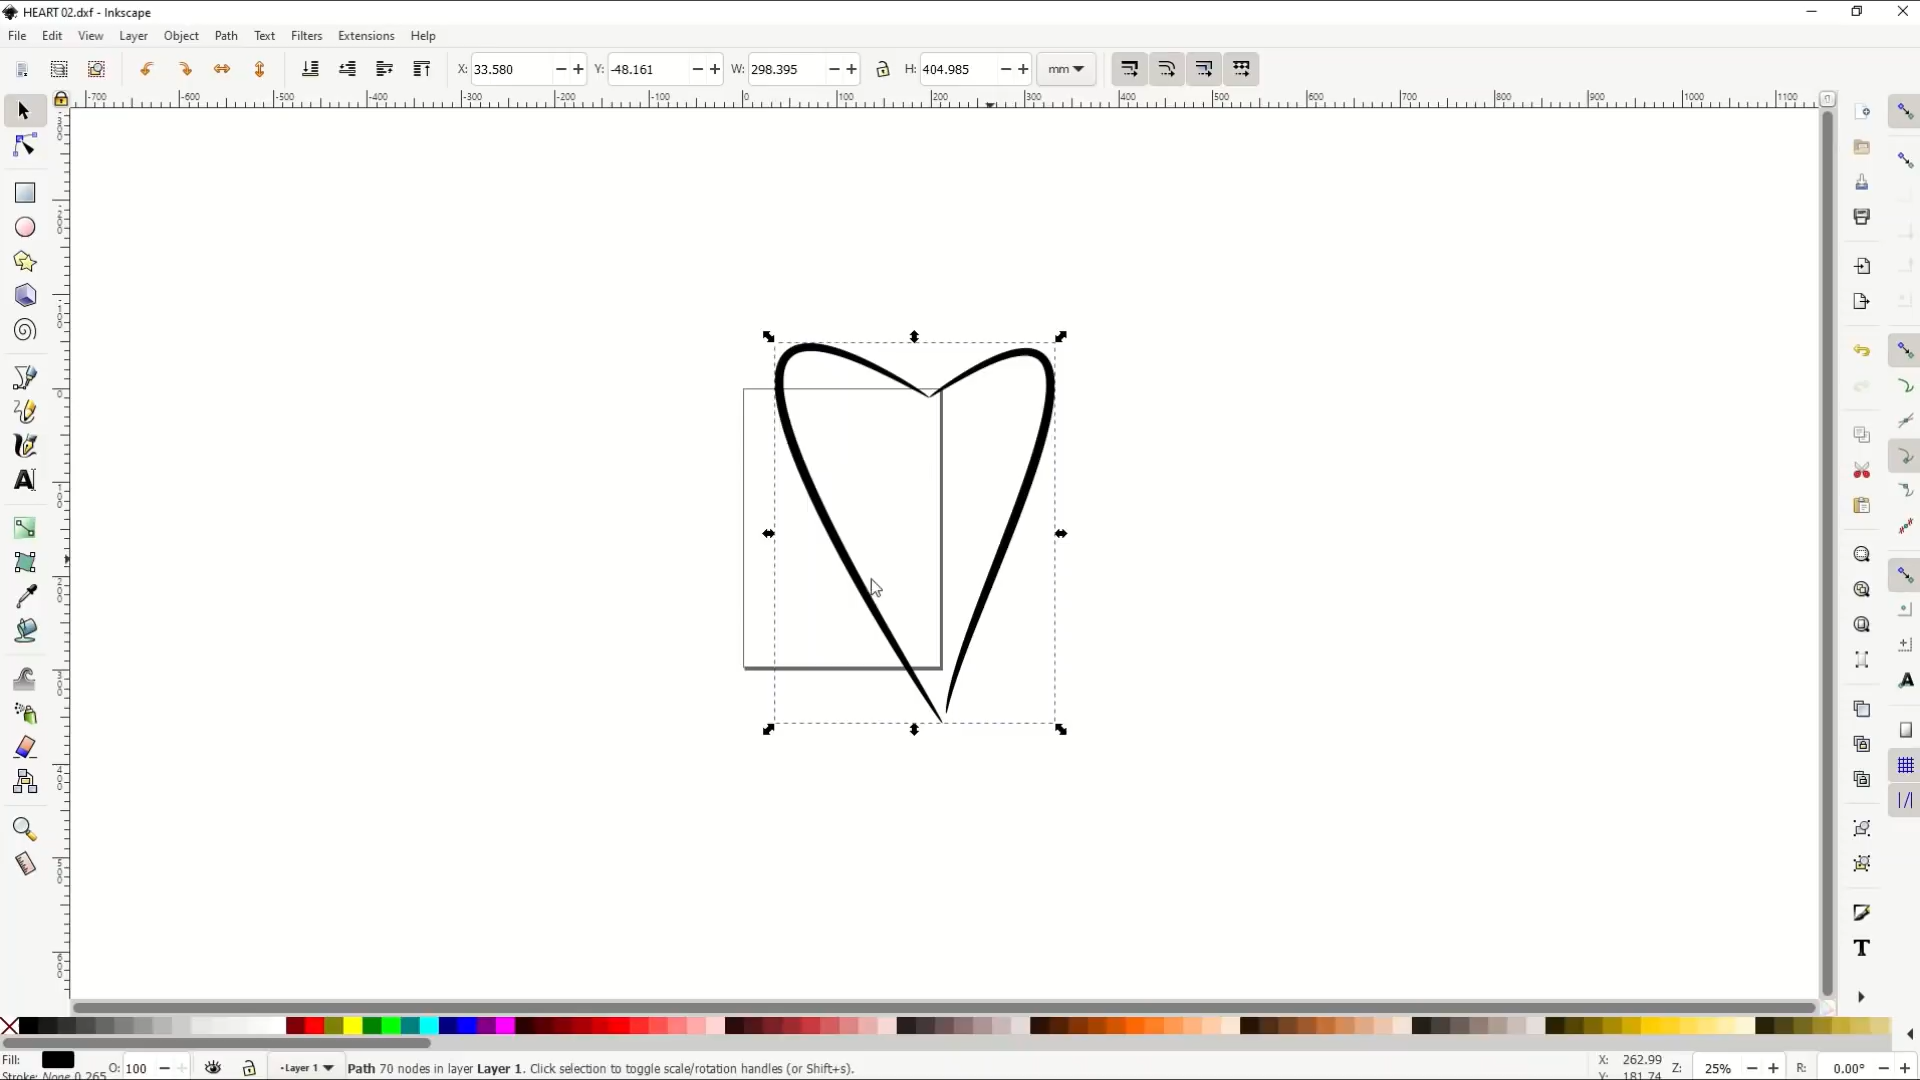 HEART 02.dxf - Inkscape
File Edit View Layer Object Path Text Filters Extensions Help
X: 33.580 Y: -48.161 W: 298.395 H: 404.985 mm
-700 -600 -500 -400 -300 -200 -100 0 100 200 300 400 500 600 700 800 900 1000 1100
Fill:
Stroke: None 0.265
O: 100
-Layer 1
Path 70 nodes in layer Layer 1. Click selection to toggle scale/rotation handles (or Shift+s).
X: 262.99
Y: 181.74
Z: 25%
R: 0.00°